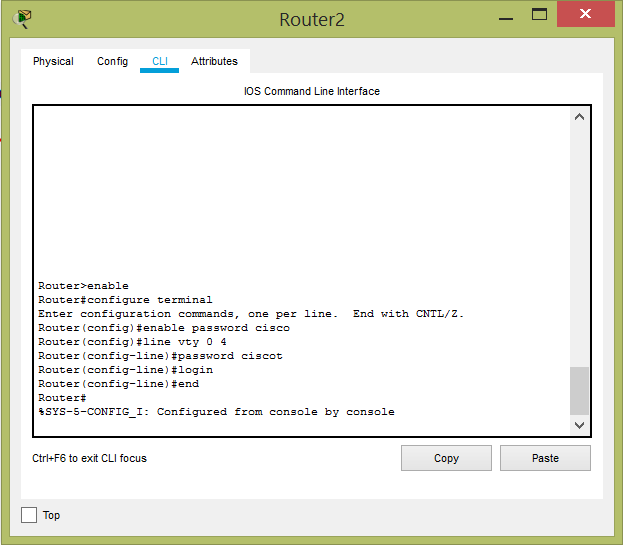 Router2
Physical Config CLI Attributes
IOS Command Line Interface
Router>enable
Router#configure terminal
Enter configuration commands, one per line.  End with CNTL/Z.
Router(config)#enable password cisco
Router(config)#line vty 0 4
Router(config-line)#password ciscot
Router(config-line)#login
Router(config-line)#end
Router#
%SYS-5-CONFIG_I: Configured from console by console
Ctrl+F6 to exit CLI focus Copy Paste
Top